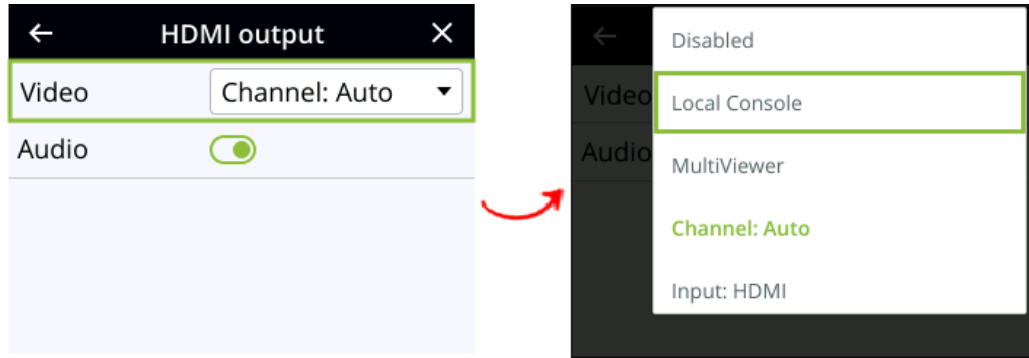 HDMI output
Video Channel: Auto
Audio
Disabled
Video Local Console
Audio MultiViewer
Channel: Auto
Input: HDMI